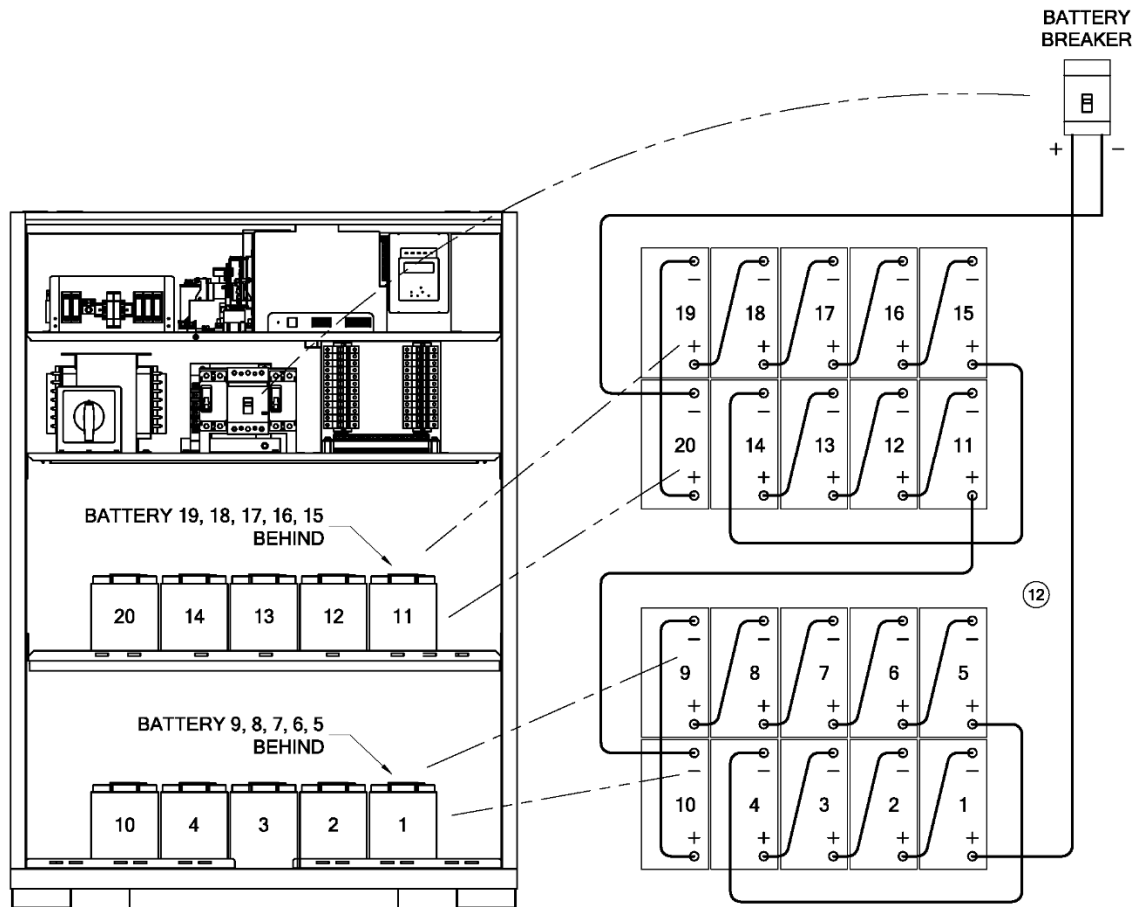 BATTERY
BREAKER
+ −
19 18 17 16 15
− − − − −
+ + + + +
20 14 13 12 11
− − − − −
+ + + + +
BATTERY 19, 18, 17, 16, 15
BEHIND
20 14 13 12 11
12
9 8 7 6 5
− − − − −
+ + + + +
BATTERY 9, 8, 7, 6, 5
BEHIND
10 4 3 2 1
− − − − −
+ + + + +
10 4 3 2 1